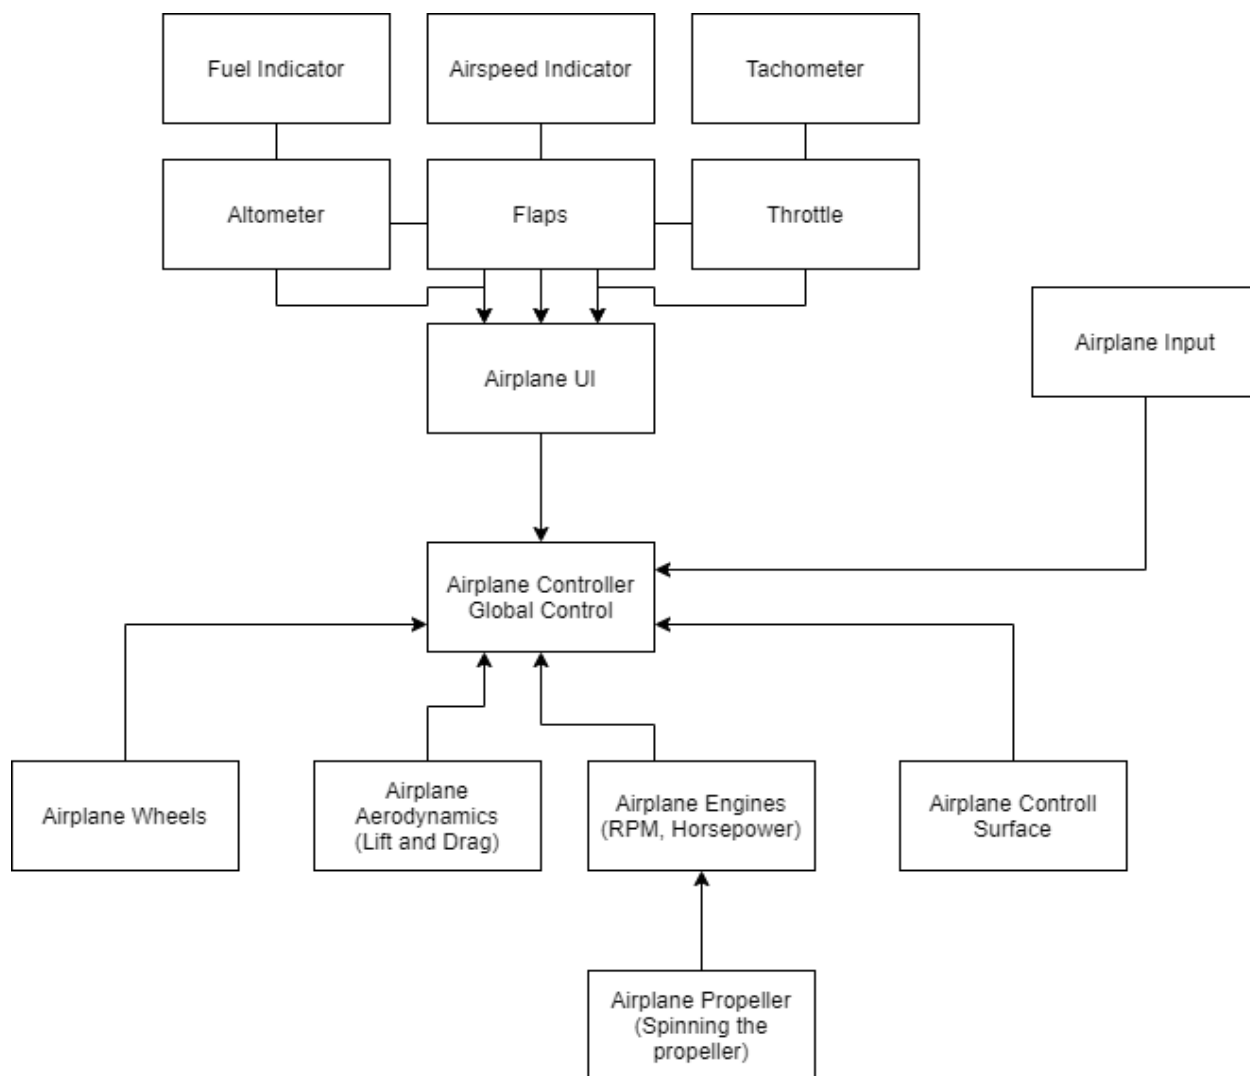 Fuel Indicator
Airspeed Indicator
Tachometer
Altometer
Flaps
Throttle
Airplane Input
Airplane UI
Airplane Controller
Global Control
Airplane Wheels
Airplane
Aerodynamics
(Lift and Drag)
Airplane Engines
(RPM, Horsepower)
Airplane Controll
Surface
Airplane Propeller
(Spinning the
propeller)